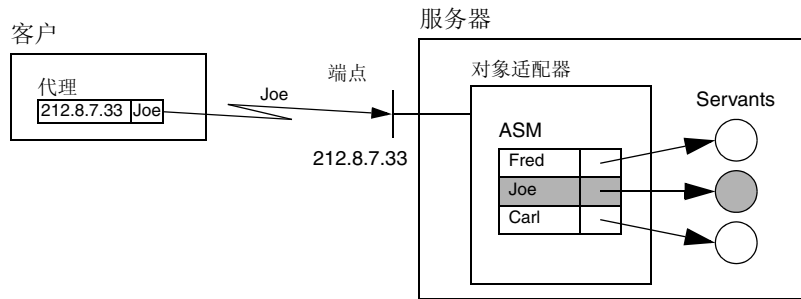 客户
代理
212.8.7.33 Joe
Joe
端点
212.8.7.33
服务器
对象适配器
ASM
Fred
Joe
Carl
Servants